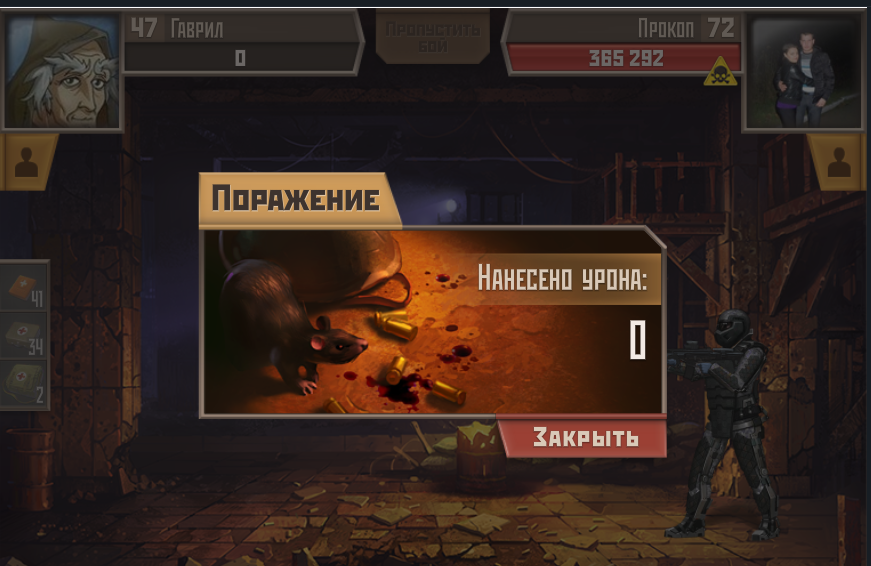 47 Гаврил
0
Пропустить
бой
Прокоп 72
365 292
Поражение
Нанесено урона:
0
41
34
2
Закрыть